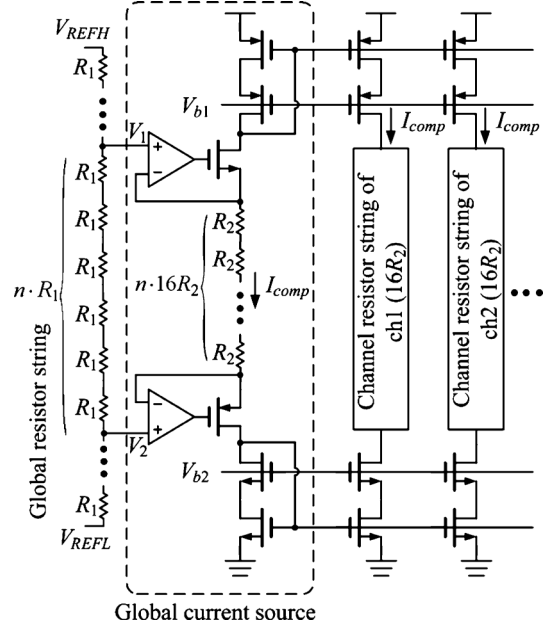 V_REFH
R_1
V_b1
I_comp
I_comp
V_1
+
−
R_1
R_1
R_1
R_1
R_1
R_1
n·R_1
Global resistor string
R_2
R_2
R_2
n·16R_2
I_comp
Channel resistor string of
ch1 (16R_2)
Channel resistor string of
ch2 (16R_2)
−
+
V_2
V_b2
R_1
V_REFL
Global current source